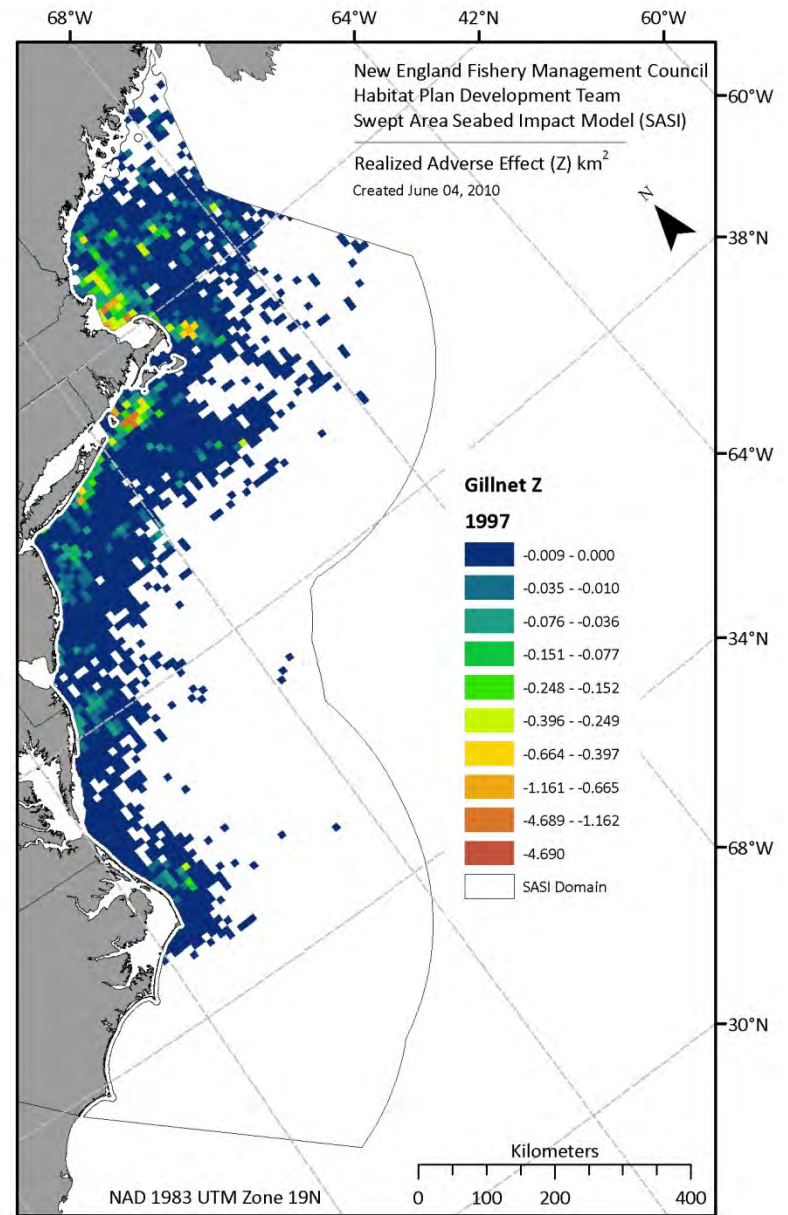 68°W 64°W 42°N 60°W
New England Fishery Management Council
Habitat Plan Development Team
Swept Area Seabed Impact Model (SASI)
Realized Adverse Effect (Z) km²
Created June 04, 2010
60°W
N
38°N
64°W
Gillnet Z
1997
-0.009 - 0.000
-0.035 - -0.010
-0.076 - -0.036
-0.151 - -0.077
-0.248 - -0.152
-0.396 - -0.249
-0.664 - -0.397
-1.161 - -0.665
-4.689 - -1.162
-4.690
SASI Domain
34°N
68°W
30°N
Kilometers
0 100 200 400
NAD 1983 UTM Zone 19N